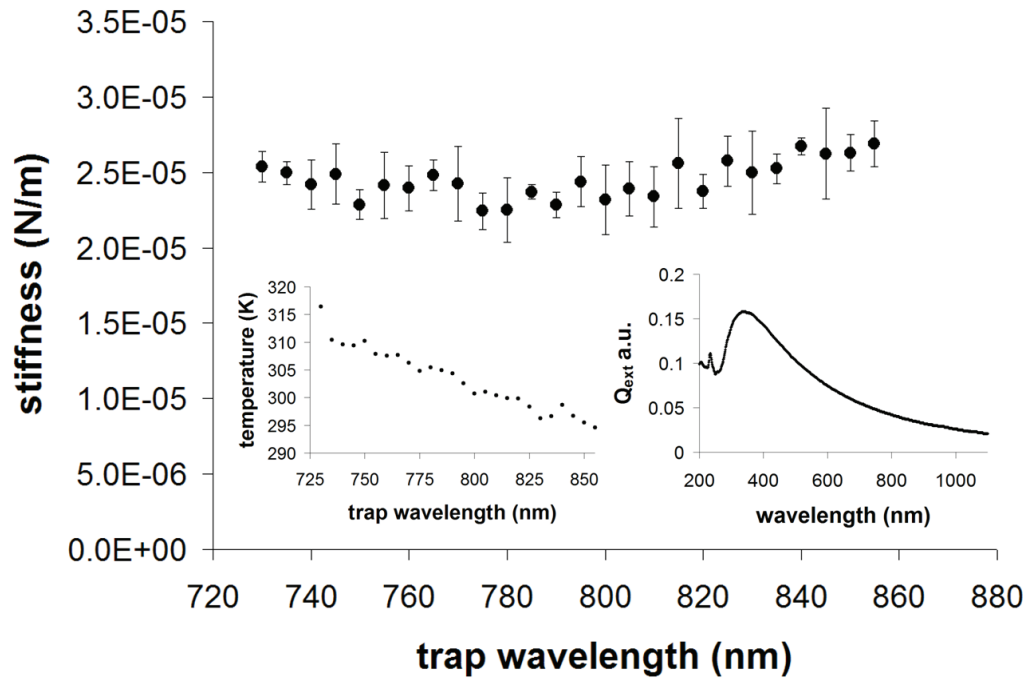 3.5E-05
3.0E-05
2.5E-05
2.0E-05
1.5E-05
1.0E-05
5.0E-06
0.0E+00
stiffness (N/m)
720 740 760 780 800 820 840 860 880
trap wavelength (nm)
320
315
310
305
300
295
290
temperature (K)
725 750 775 800 825 850
trap wavelength (nm)
0.2
0.15
0.1
0.05
0
Qext a.u.
200 400 600 800 1000
wavelength (nm)